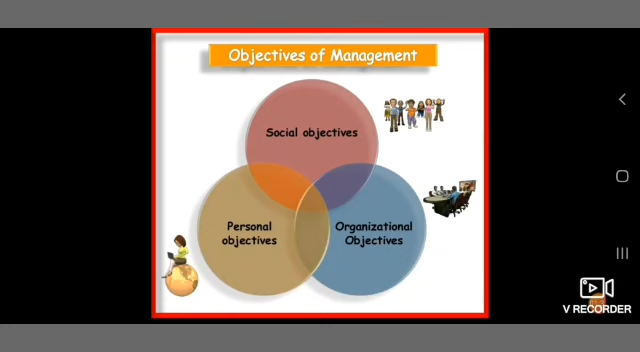 Objectives of Management
Social objectives
Personal
objectives
Organizational
Objectives
V RECORDER